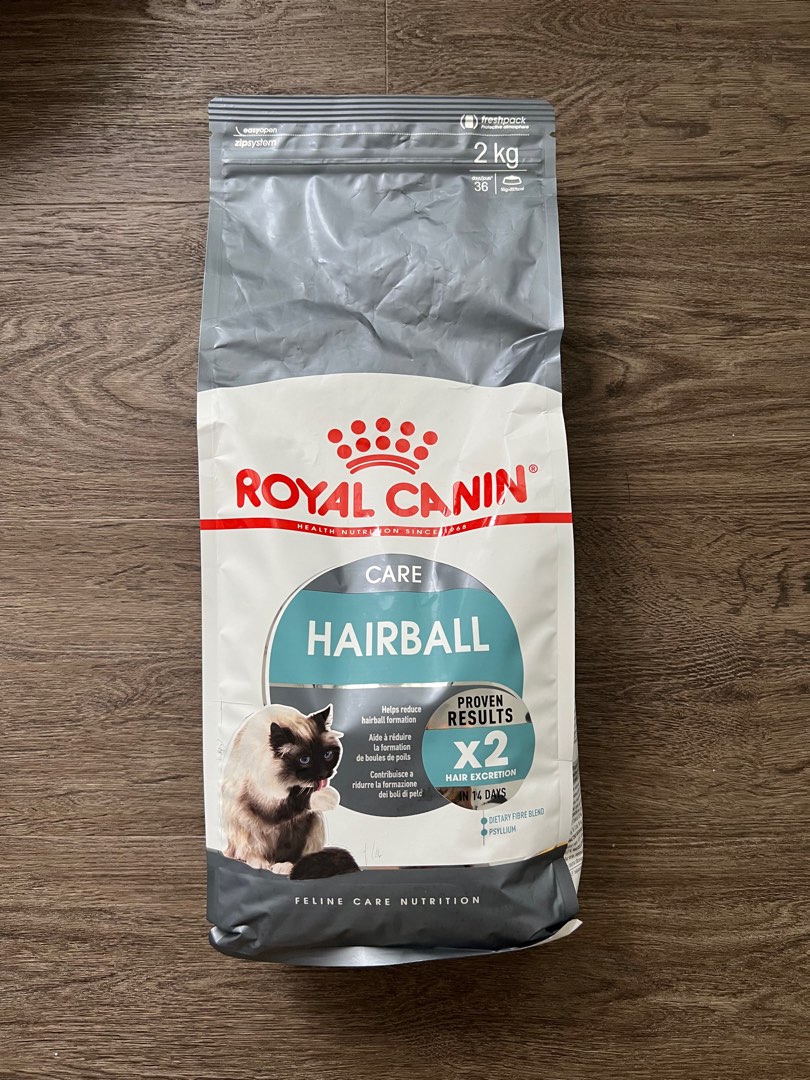 easyopen
zipsystem
freshpack
Protective atmosphere
2 kg
36
ROYAL CANIN®
HEALTH NUTRITION SINCE 1968
CARE
HAIRBALL
Helps reduce
hairball formation
Aide à réduire
la formation
de boules de poils
Contribuisce a
ridurre la formazione
dei boli di pelo
PROVEN
RESULTS
x2
HAIR EXCRETION
IN 14 DAYS
DIETARY FIBRE BLEND
PSYLLIUM
FELINE CARE NUTRITION